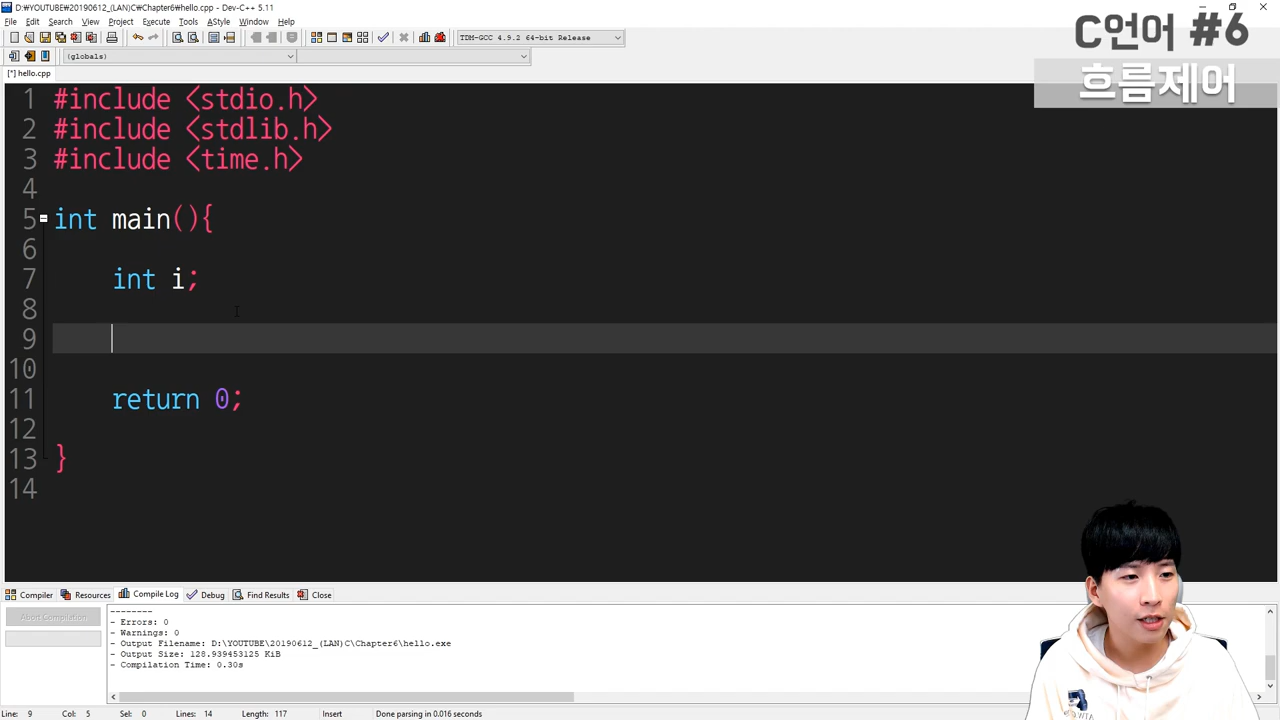 D:₩YOUTUBE₩20190612_(LAN)C₩Chapter6₩hello.cpp - Dev-C++ 5.11
File Edit Search View Project Execute Tools AStyle Window Help
TDM-GCC 4.9.2 64-bit Release
(globals)
[*] hello.cpp
C언어 #6
흐름제어
1 #include <stdio.h>
2 #include <stdlib.h>
3 #include <time.h>
4
5 int main(){
6
7 int i;
8
9
10
11 return 0;
12
13 }
14
Compiler Resources Compile Log Debug Find Results Close
Abort Compilation
--------
- Errors: 0
- Warnings: 0
- Output Filename: D:\YOUTUBE\20190612_(LAN)C\Chapter6\hello.exe
- Output Size: 128.939453125 KiB
- Compilation Time: 0.30s
Line: 9 Col: 5 Sel: 0 Lines: 14 Length: 117 Insert Done parsing in 0.016 seconds